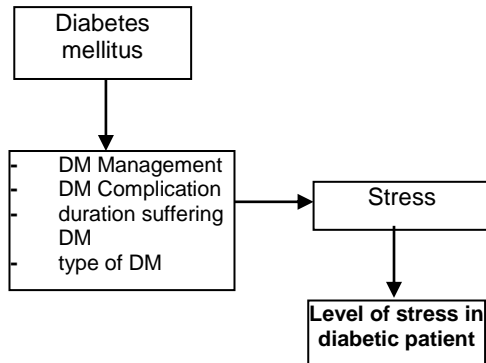 Diabetes
mellitus
- DM Management
- DM Complication
- duration suffering
DM
- type of DM
Stress
Level of stress in
diabetic patient